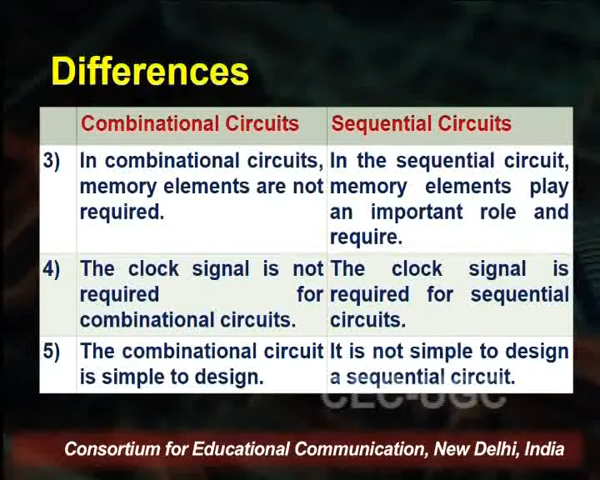 Differences
Combinational Circuits Sequential Circuits
3) In combinational circuits, In the sequential circuit,
memory elements are not memory elements play
required. an important role and
require.
4) The clock signal is not The clock signal is
required for required for sequential
combinational circuits. circuits.
5) The combinational circuit It is not simple to design
is simple to design. a sequential circuit.
CEC-UGC
Consortium for Educational Communication, New Delhi, India